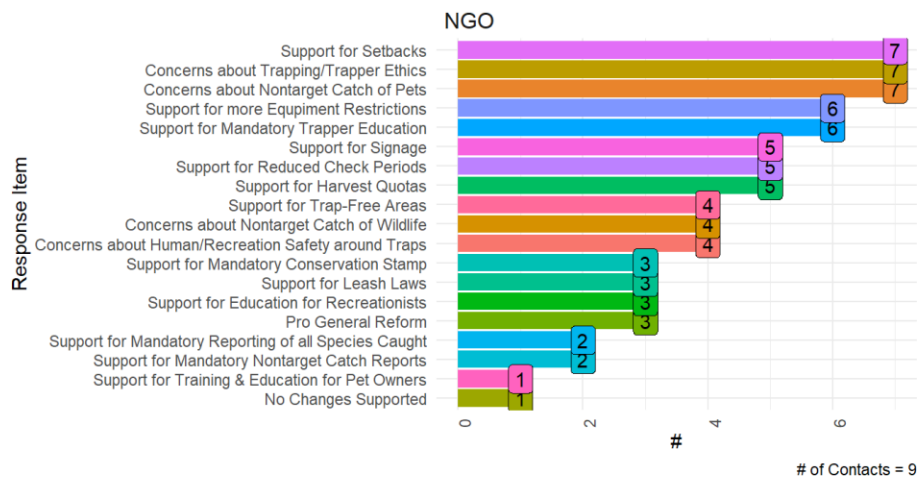 NGO
Response Item
Support for Setbacks 7
Concerns about Trapping/Trapper Ethics 7
Concerns about Nontarget Catch of Pets 7
Support for more Equpiment Restrictions 6
Support for Mandatory Trapper Education 6
Support for Signage 5
Support for Reduced Check Periods 5
Support for Harvest Quotas 5
Support for Trap-Free Areas 4
Concerns about Nontarget Catch of Wildlife 4
Concerns about Human/Recreation Safety around Traps 4
Support for Mandatory Conservation Stamp 3
Support for Leash Laws 3
Support for Education for Recreationists 3
Pro General Reform 3
Support for Mandatory Reporting of all Species Caught 2
Support for Mandatory Nontarget Catch Reports 2
Support for Training & Education for Pet Owners 1
No Changes Supported 1
0 2 4 6
#
# of Contacts = 9